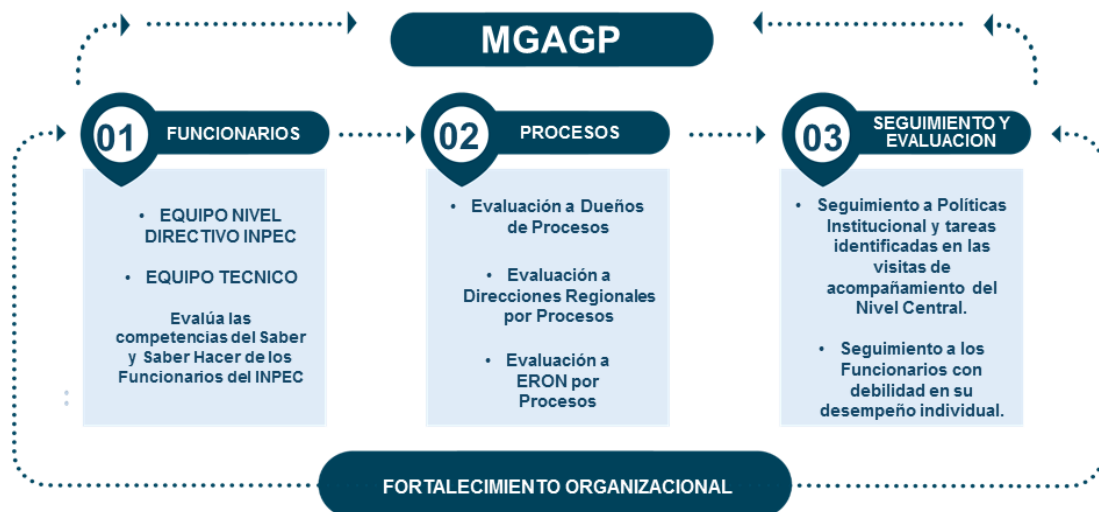 MGAGP
01
FUNCIONARIOS
• EQUIPO NIVEL
DIRECTIVO INPEC
• EQUIPO TECNICO
Evalúa las
competencias del Saber
y Saber Hacer de los
Funcionarios del INPEC
02
PROCESOS
• Evaluación a Dueños
de Procesos
• Evaluación a
Direcciones Regionales
por Procesos
• Evaluación a
ERON por
Procesos
03
SEGUIMIENTO Y
EVALUACION
• Seguimiento a Políticas
Institucional y tareas
identificadas en las
visitas de
acompañamiento del
Nivel Central.
• Seguimiento a los
Funcionarios con
debilidad en su
desempeño individual.
:
FORTALECIMIENTO ORGANIZACIONAL